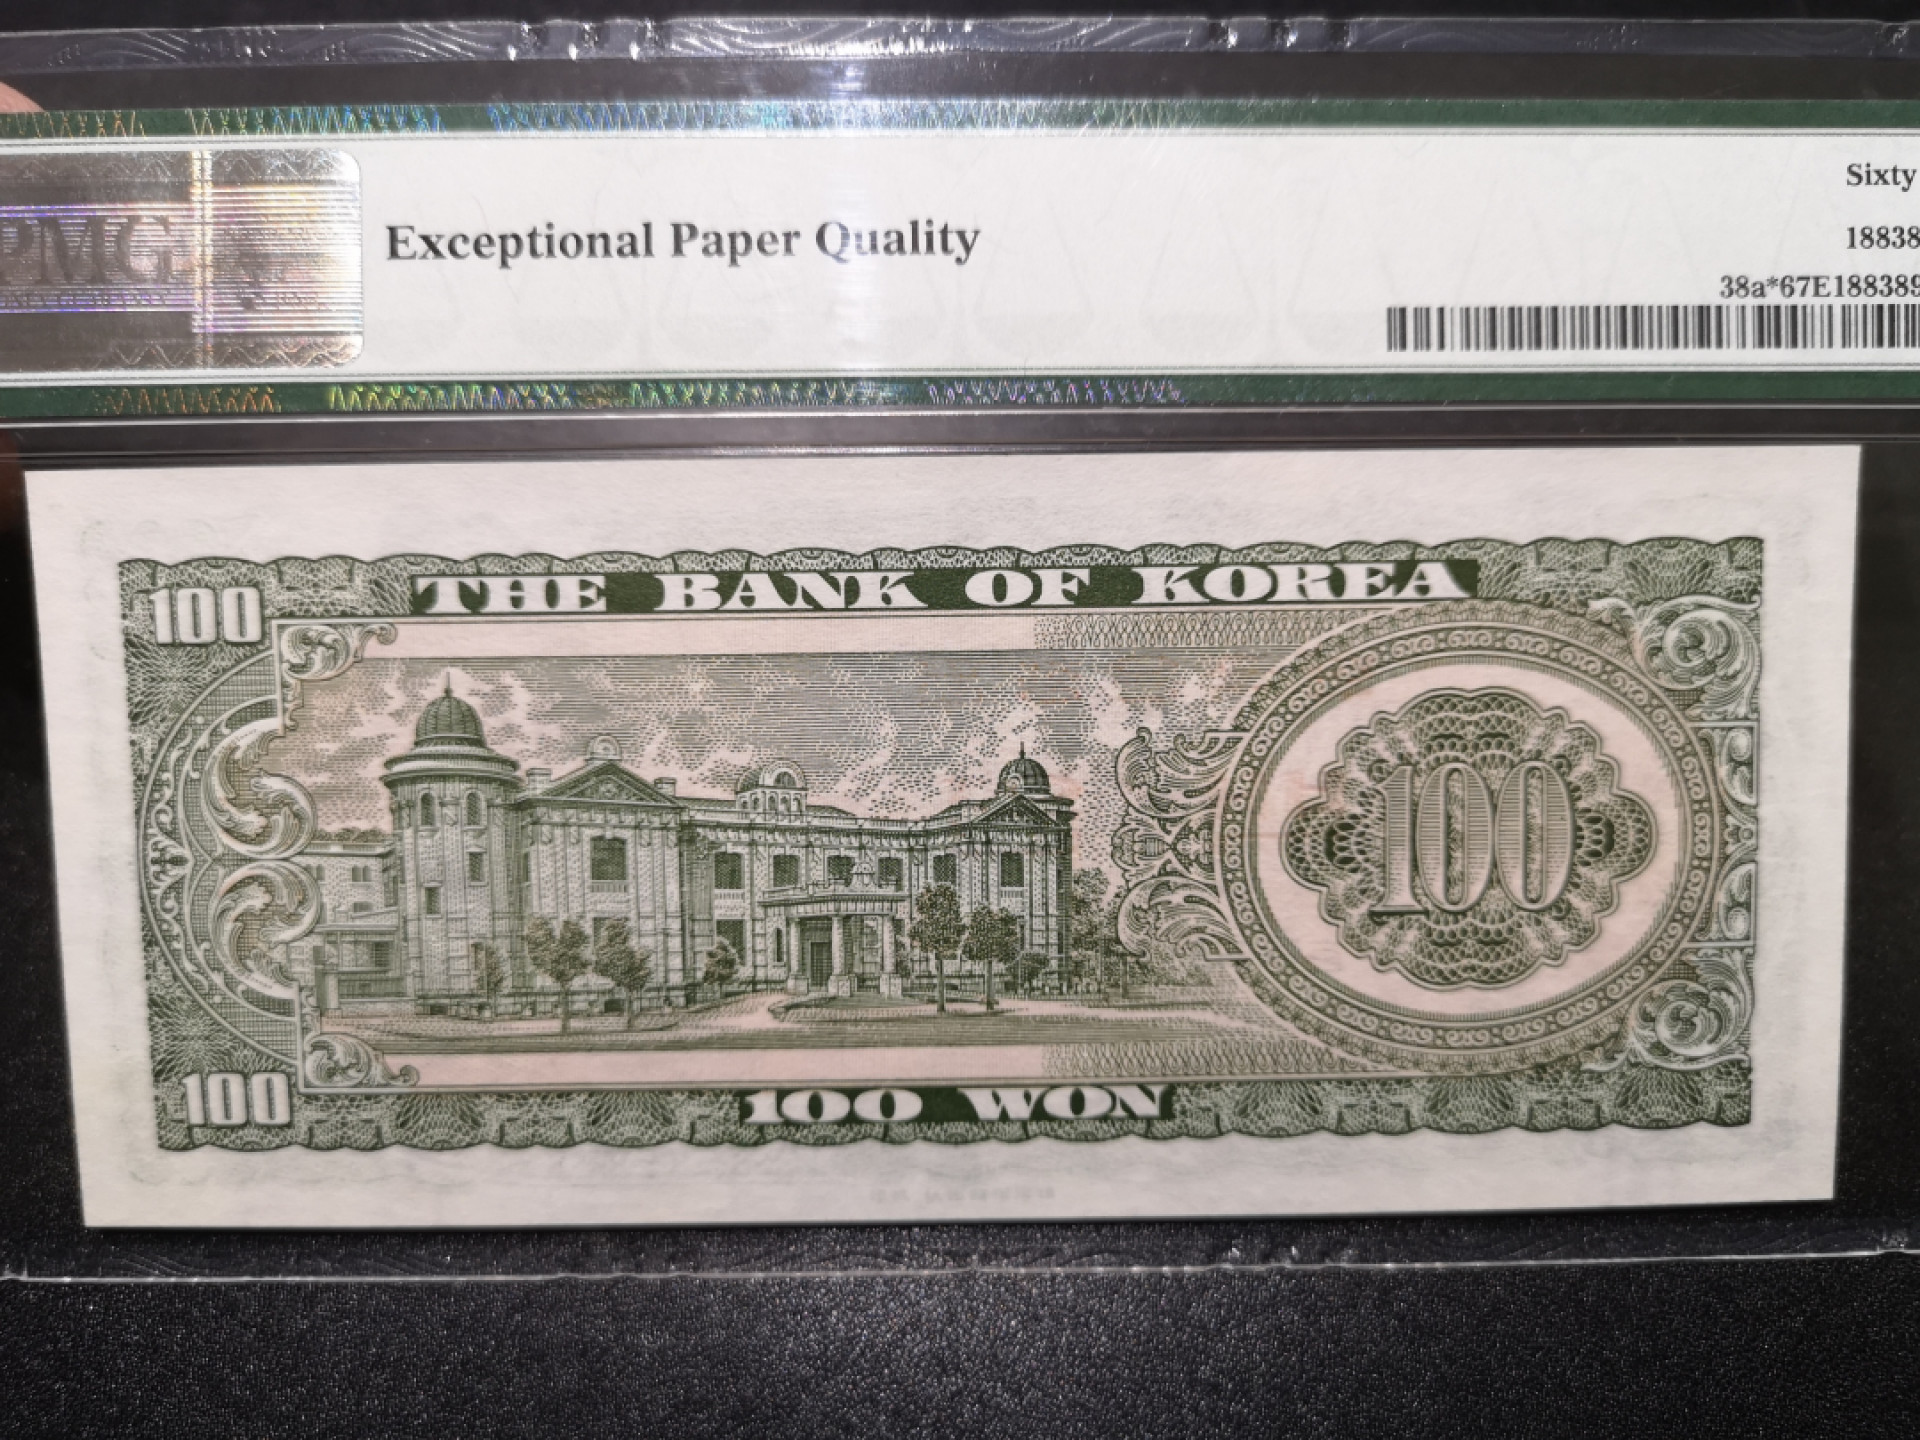 PMG
Exceptional Paper Quality
Sixty
18838
38a*67E188389
THE BANK OF KOREA
100
100
100
100 WON